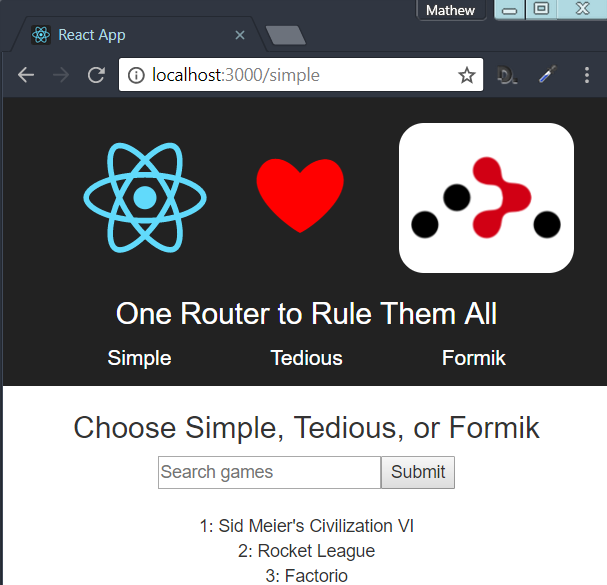 Mathew
React App
localhost:3000/simple
One Router to Rule Them All
Simple Tedious Formik
Choose Simple, Tedious, or Formik
Search games Submit
1: Sid Meier's Civilization VI
2: Rocket League
3: Factorio